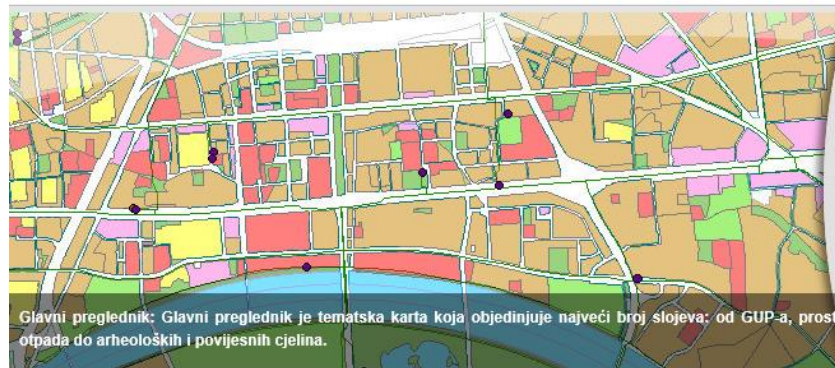 Glavni preglednik: Glavni preglednik je tematska karta koja objedinjuje najveći broj slojeva: od GUP-a, prost
otpada do arheoloških i povijesnih cjelina.